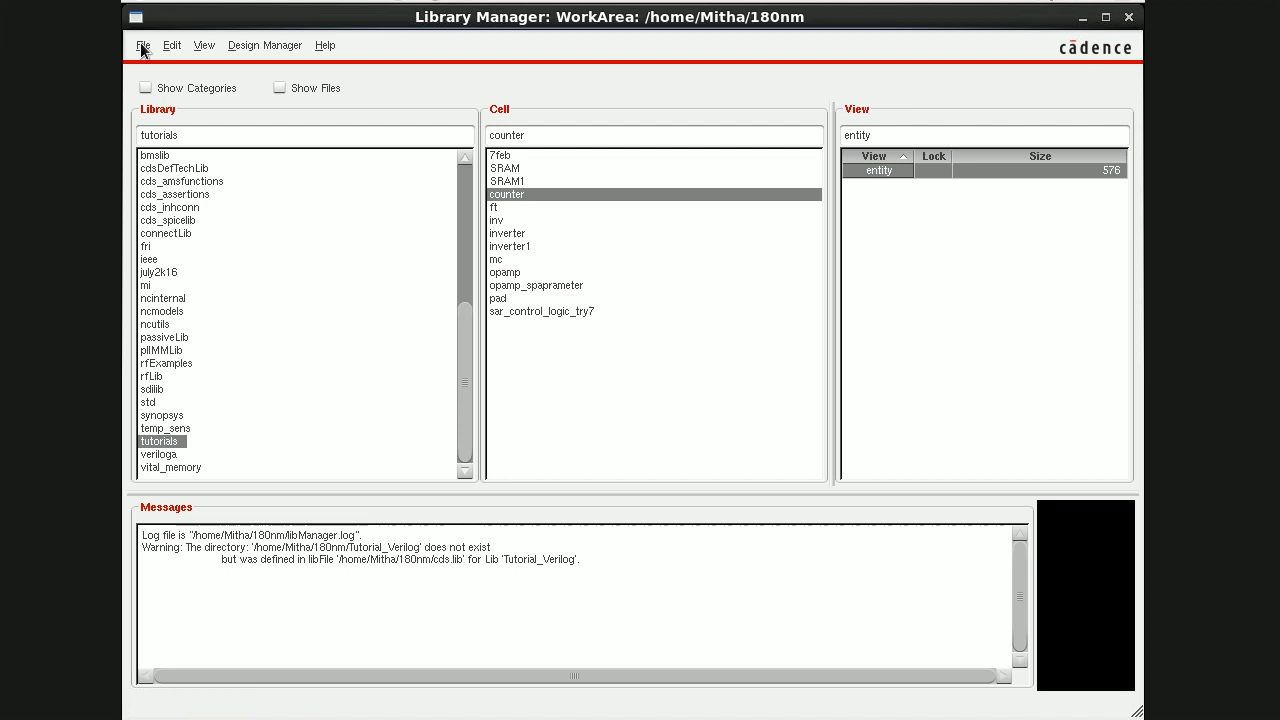 Library Manager: WorkArea: /home/Mitha/180nm
File Edit View Design Manager Help
cādence
Show Categories Show Files
Library
tutorials
bmslib
cdsDefTechLib
cds_amsfunctions
cds_assertions
cds_inhconn
cds_spicelib
connectLib
fri
ieee
july2k16
mi
ncinternal
ncmodels
ncutils
passiveLib
pllMMLib
rfExamples
rfLib
sdilib
std
synopsys
temp_sens
tutorials
veriloga
vital_memory
Cell
counter
7feb
SRAM
SRAM1
counter
ft
inv
inverter
inverter1
mc
opamp
opamp_spaprameter
pad
sar_control_logic_try7
View
entity
View Lock Size
entity 576
Messages
Log file is "/home/Mitha/180nm/libManager.log".
Warning: The directory: '/home/Mitha/180nm/Tutorial_Verilog' does not exist
but was defined in libFile '/home/Mitha/180nm/cds.lib' for Lib 'Tutorial_Verilog'.